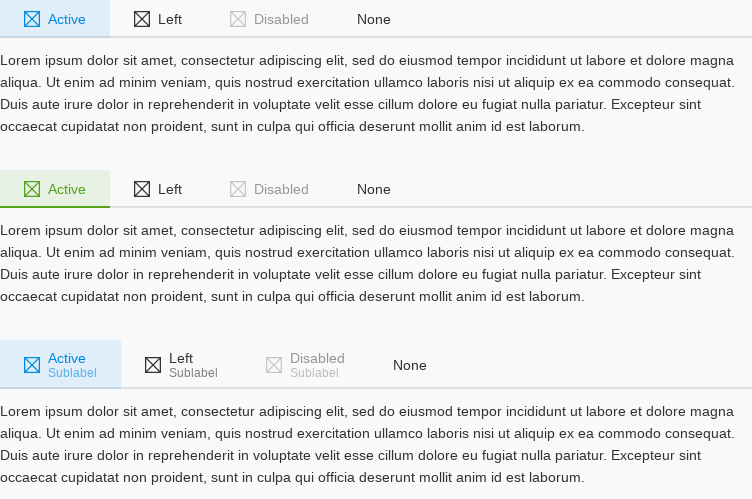 Active Left Disabled None
Lorem ipsum dolor sit amet, consectetur adipiscing elit, sed do eiusmod tempor incididunt ut labore et dolore magna
aliqua. Ut enim ad minim veniam, quis nostrud exercitation ullamco laboris nisi ut aliquip ex ea commodo consequat.
Duis aute irure dolor in reprehenderit in voluptate velit esse cillum dolore eu fugiat nulla pariatur. Excepteur sint
occaecat cupidatat non proident, sunt in culpa qui officia deserunt mollit anim id est laborum.
Active Left Disabled None
Lorem ipsum dolor sit amet, consectetur adipiscing elit, sed do eiusmod tempor incididunt ut labore et dolore magna
aliqua. Ut enim ad minim veniam, quis nostrud exercitation ullamco laboris nisi ut aliquip ex ea commodo consequat.
Duis aute irure dolor in reprehenderit in voluptate velit esse cillum dolore eu fugiat nulla pariatur. Excepteur sint
occaecat cupidatat non proident, sunt in culpa qui officia deserunt mollit anim id est laborum.
Active Left Disabled None
Sublabel Sublabel Sublabel
Lorem ipsum dolor sit amet, consectetur adipiscing elit, sed do eiusmod tempor incididunt ut labore et dolore magna
aliqua. Ut enim ad minim veniam, quis nostrud exercitation ullamco laboris nisi ut aliquip ex ea commodo consequat.
Duis aute irure dolor in reprehenderit in voluptate velit esse cillum dolore eu fugiat nulla pariatur. Excepteur sint
occaecat cupidatat non proident, sunt in culpa qui officia deserunt mollit anim id est laborum.